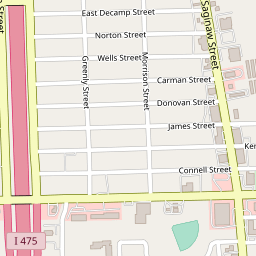 East Decamp Street
Norton Street
Saginaw Street
Wells Street
Greenly Street
Morrison Street
Carman Street
Donovan Street
James Street
Connell Street
I 475